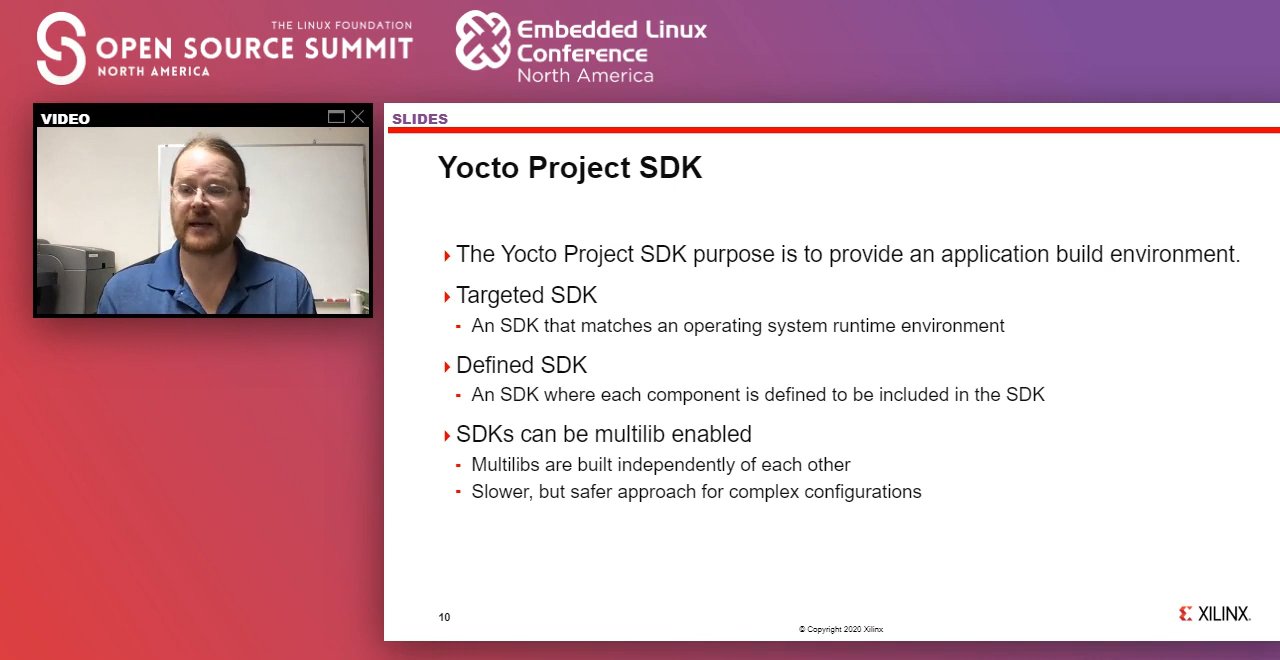 THE LINUX FOUNDATION
OPEN SOURCE SUMMIT
NORTH AMERICA
Embedded Linux
Conference
North America
VIDEO
SLIDES
Yocto Project SDK
The Yocto Project SDK purpose is to provide an application build environment.
Targeted SDK
- An SDK that matches an operating system runtime environment
Defined SDK
- An SDK where each component is defined to be included in the SDK
SDKs can be multilib enabled
- Multilibs are built independently of each other
- Slower, but safer approach for complex configurations
10
© Copyright 2020 Xilinx
XILINX.